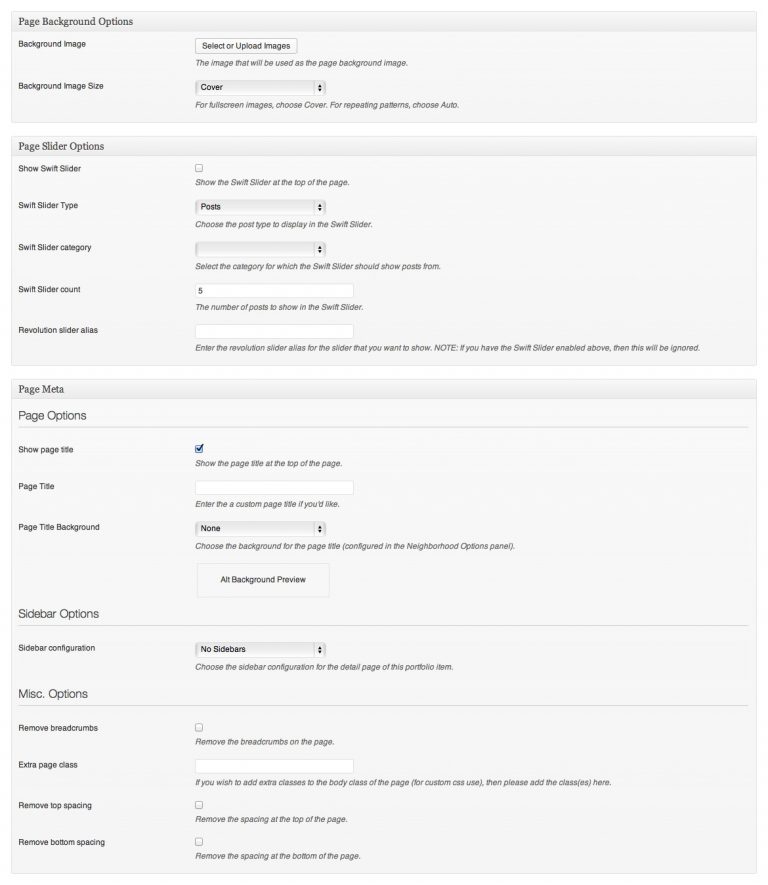 Page Background Options
Background Image
Select or Upload Images
The image that will be used as the page background image.
Background Image Size
Cover
For fullscreen images, choose Cover. For repeating patterns, choose Auto.
Page Slider Options
Show Swift Slider
Show the Swift Slider at the top of the page.
Swift Slider Type
Posts
Choose the post type to display in the Swift Slider.
Swift Slider category
Select the category for which the Swift Slider should show posts from.
Swift Slider count
5
The number of posts to show in the Swift Slider.
Revolution slider alias
Enter the revolution slider alias for the slider that you want to show. NOTE: If you have the Swift Slider enabled above, then this will be ignored.
Page Meta
Page Options
Show page title
Show the page title at the top of the page.
Page Title
Enter the a custom page title if you'd like.
Page Title Background
None
Choose the background for the page title (configured in the Neighborhood Options panel).
Alt Background Preview
Sidebar Options
Sidebar configuration
No Sidebars
Choose the sidebar configuration for the detail page of this portfolio item.
Misc. Options
Remove breadcrumbs
Remove the breadcrumbs on the page.
Extra page class
If you wish to add extra classes to the body class of the page (for custom css use), then please add the class(es) here.
Remove top spacing
Remove the spacing at the top of the page.
Remove bottom spacing
Remove the spacing at the bottom of the page.